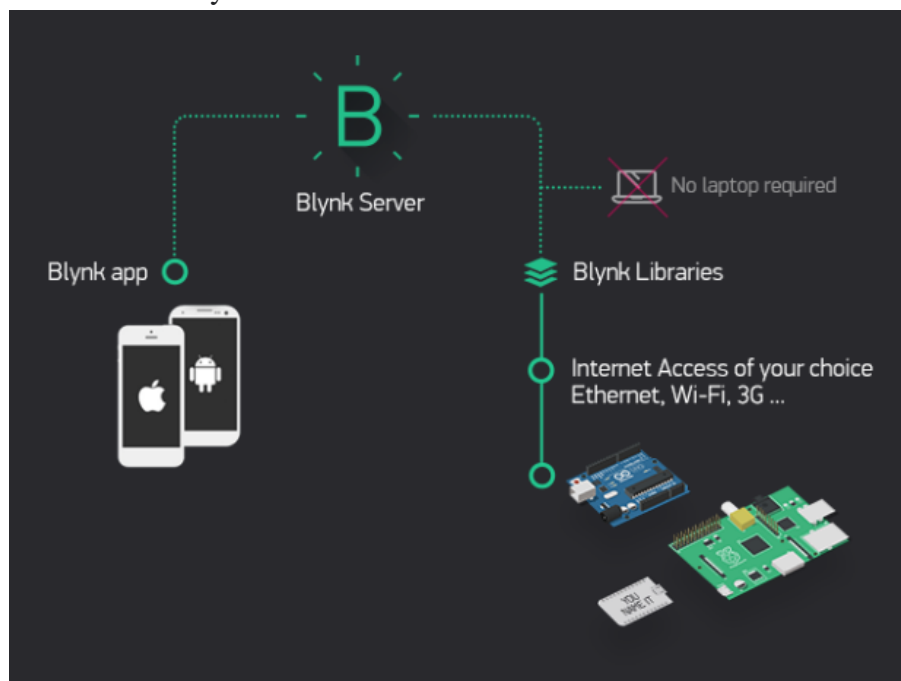 B
Blynk Server
No laptop required
Blynk app
Blynk Libraries
Internet Access of your choice
Ethernet, Wi-Fi, 3G ...
YOU
NAME IT